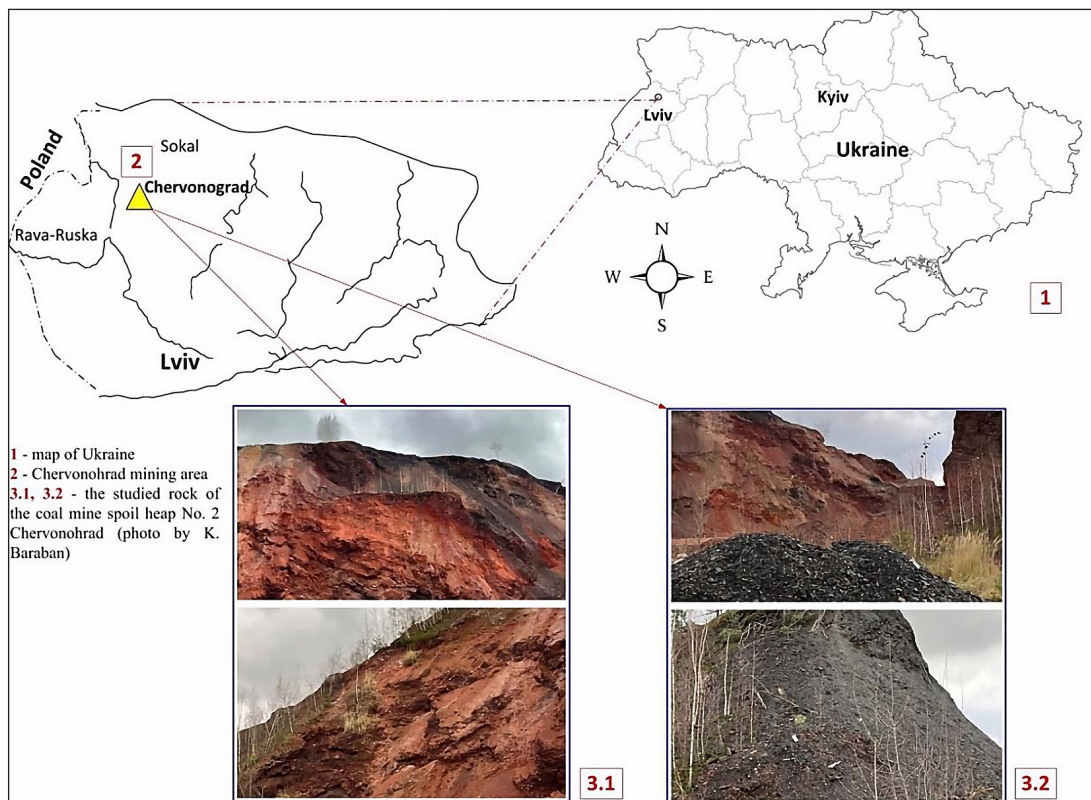 Poland
2
Sokal
Chervonograd
Rava-Ruska
Lviv
Lviv
Kyiv
Ukraine
N
W
E
S
1
1 - map of Ukraine
2 - Chervonohrad mining area
3.1, 3.2 - the studied rock of
the coal mine spoil heap No. 2
Chervonohrad (photo by K.
Baraban)
3.1
3.2